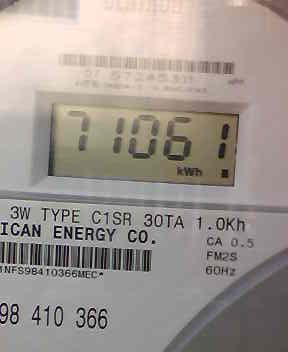 71061
kWh
3W TYPE C1SR 30TA 1.0Kh
ICAN ENERGY CO.
CA 0.5
FM2S
60Hz
1NFS98410366MEC*
98 410 366